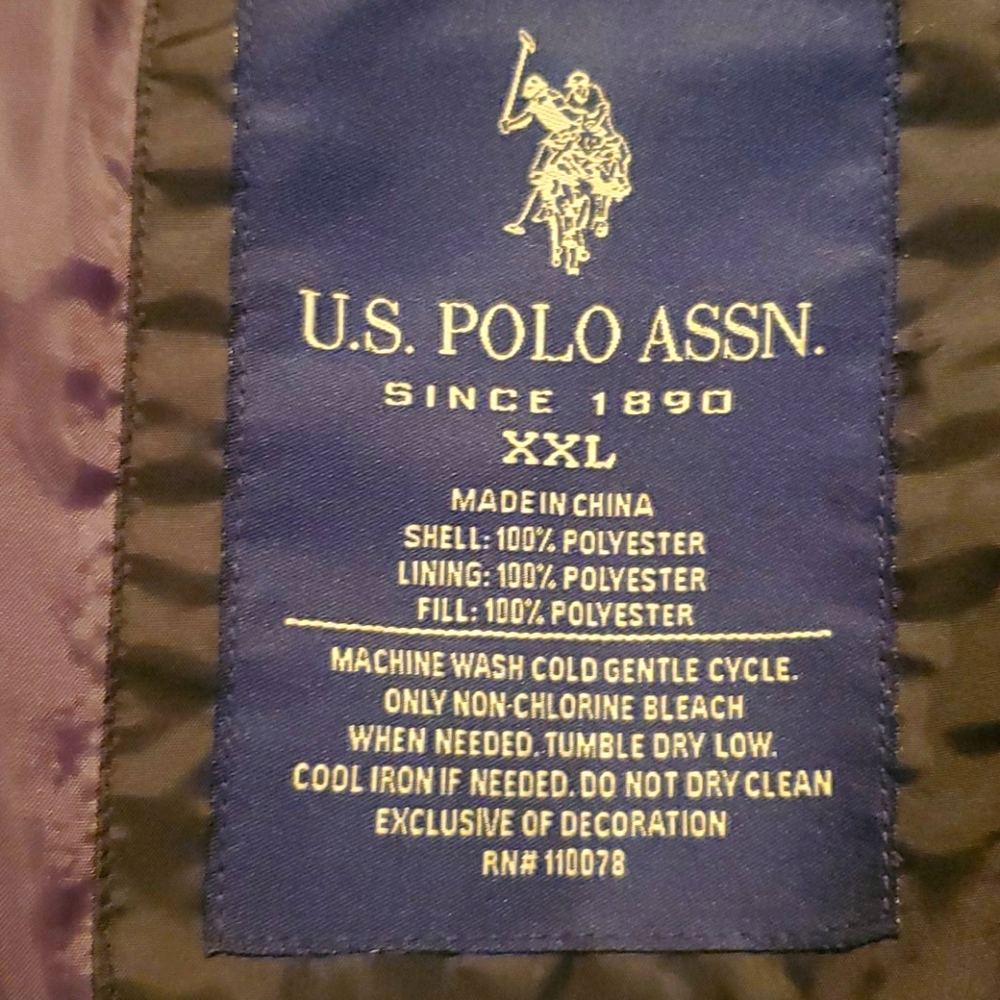 U.S. POLO ASSN.
SINCE 1890
XXL
MADE IN CHINA
SHELL: 100% POLYESTER
LINING: 100% POLYESTER
FILL: 100% POLYESTER
MACHINE WASH COLD GENTLE CYCLE.
ONLY NON-CHLORINE BLEACH
WHEN NEEDED. TUMBLE DRY LOW.
COOL IRON IF NEEDED. DO NOT DRY CLEAN
EXCLUSIVE OF DECORATION
RN# 110078